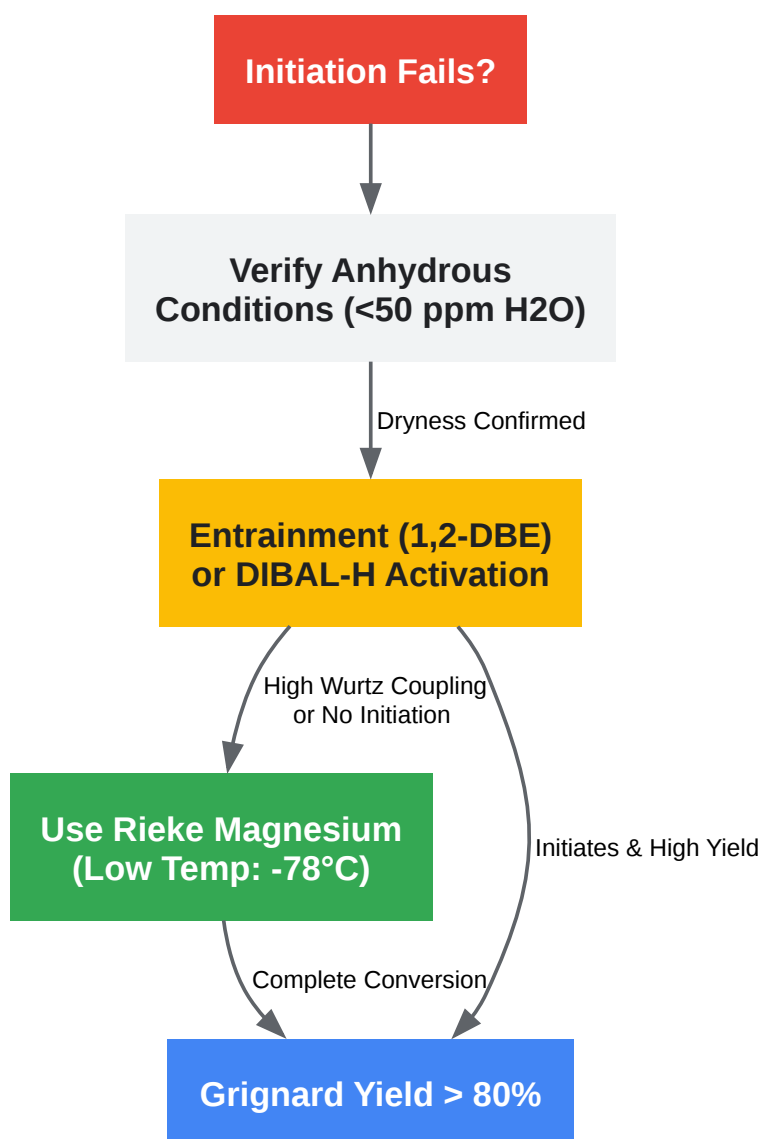 Initiation Fails?
Verify Anhydrous
Conditions (<50 ppm H2O)
Dryness Confirmed
Entrainment (1,2-DBE)
or DIBAL-H Activation
High Wurtz Coupling
or No Initiation
Use Rieke Magnesium
(Low Temp: -78°C)
Initiates & High Yield
Complete Conversion
Grignard Yield > 80%